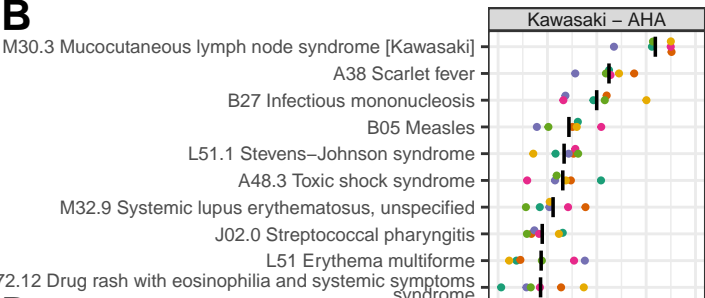 B
Kawasaki – AHA
M30.3 Mucocutaneous lymph node syndrome [Kawasaki]
A38 Scarlet fever
B27 Infectious mononucleosis
B05 Measles
L51.1 Stevens–Johnson syndrome
A48.3 Toxic shock syndrome
M32.9 Systemic lupus erythematosus, unspecified
J02.0 Streptococcal pharyngitis
L51 Erythema multiforme
72.12 Drug rash with eosinophilia and systemic symptoms
syndrome